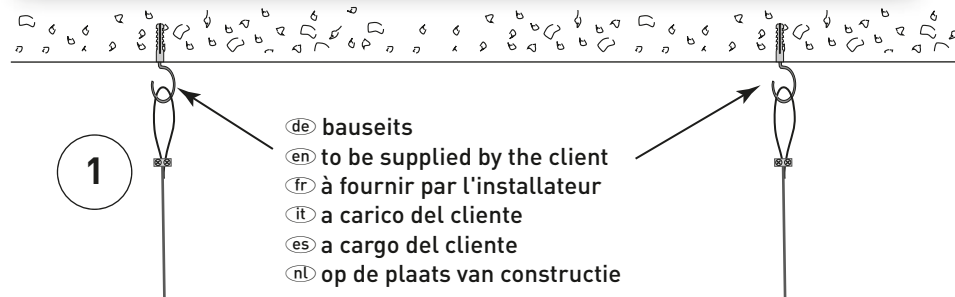 1
de bauseits
en to be supplied by the client
fr à fournir par l'installateur
it a carico del cliente
es a cargo del cliente
nl op de plaats van constructie